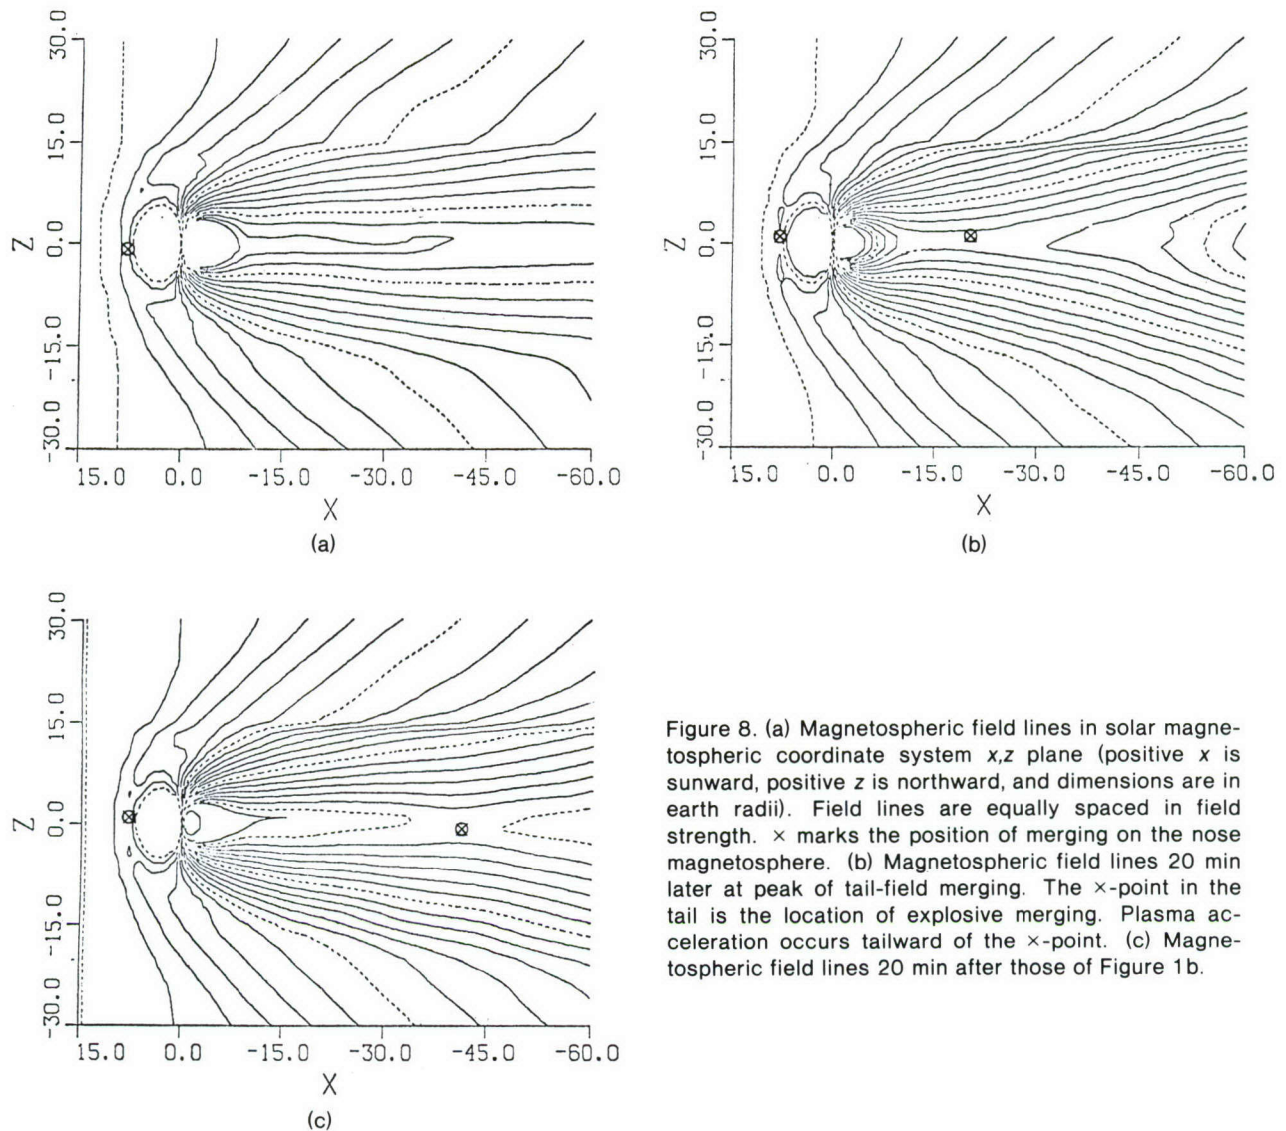 30.0
15.0
0.0
-15.0
-30.0
Z
15.0 0.0 -15.0 -30.0 -45.0 -60.0
X
(a)
30.0
15.0
0.0
-15.0
-30.0
Z
15.0 0.0 -15.0 -30.0 -45.0 -60.0
X
(b)
30.0
15.0
0.0
-15.0
-30.0
Z
15.0 0.0 -15.0 -30.0 -45.0 -60.0
X
(c)
Figure 8. (a) Magnetospheric field lines in solar magne-
tospheric coordinate system x,z plane (positive x is
sunward, positive z is northward, and dimensions are in
earth radii). Field lines are equally spaced in field
strength. × marks the position of merging on the nose
magnetosphere. (b) Magnetospheric field lines 20 min
later at peak of tail-field merging. The ×-point in the
tail is the location of explosive merging. Plasma ac-
celeration occurs tailward of the ×-point. (c) Magne-
tospheric field lines 20 min after those of Figure 1b.